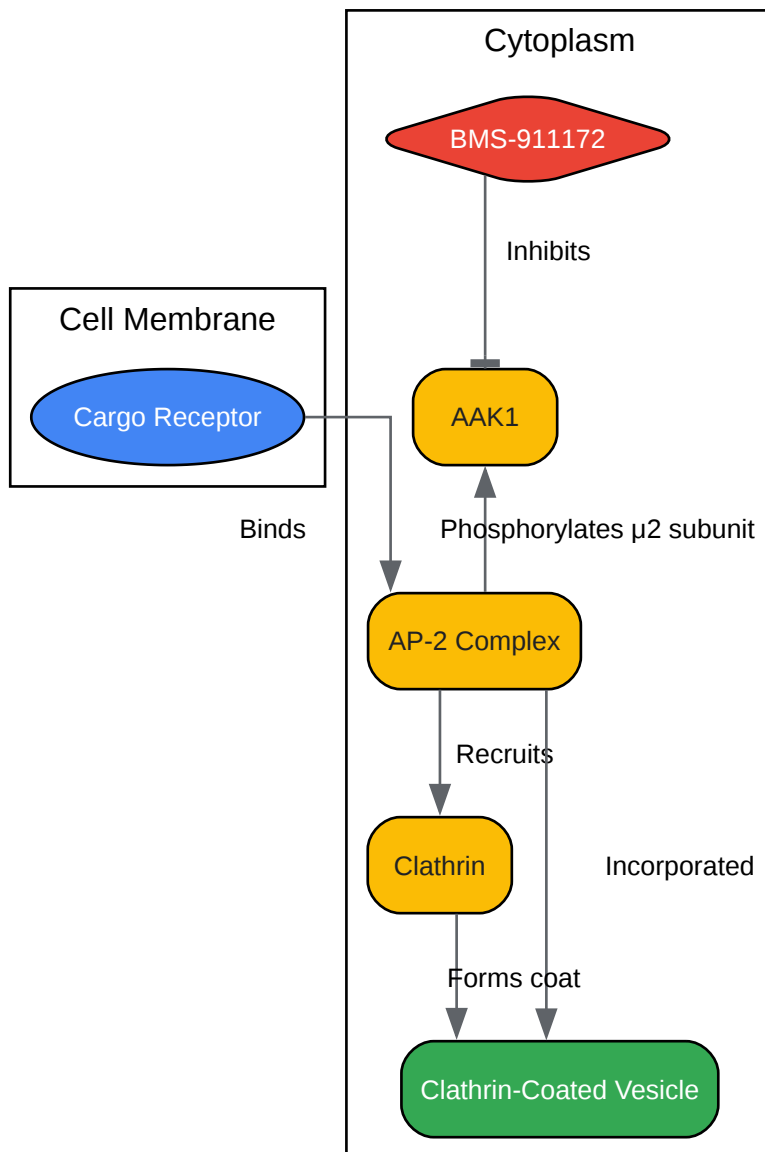 Cytoplasm
BMS-911172
Inhibits
Cell Membrane
Cargo Receptor
AAK1
Binds
Phosphorylates μ2 subunit
AP-2 Complex
Recruits
Clathrin
Incorporated
Forms coat
Clathrin-Coated Vesicle